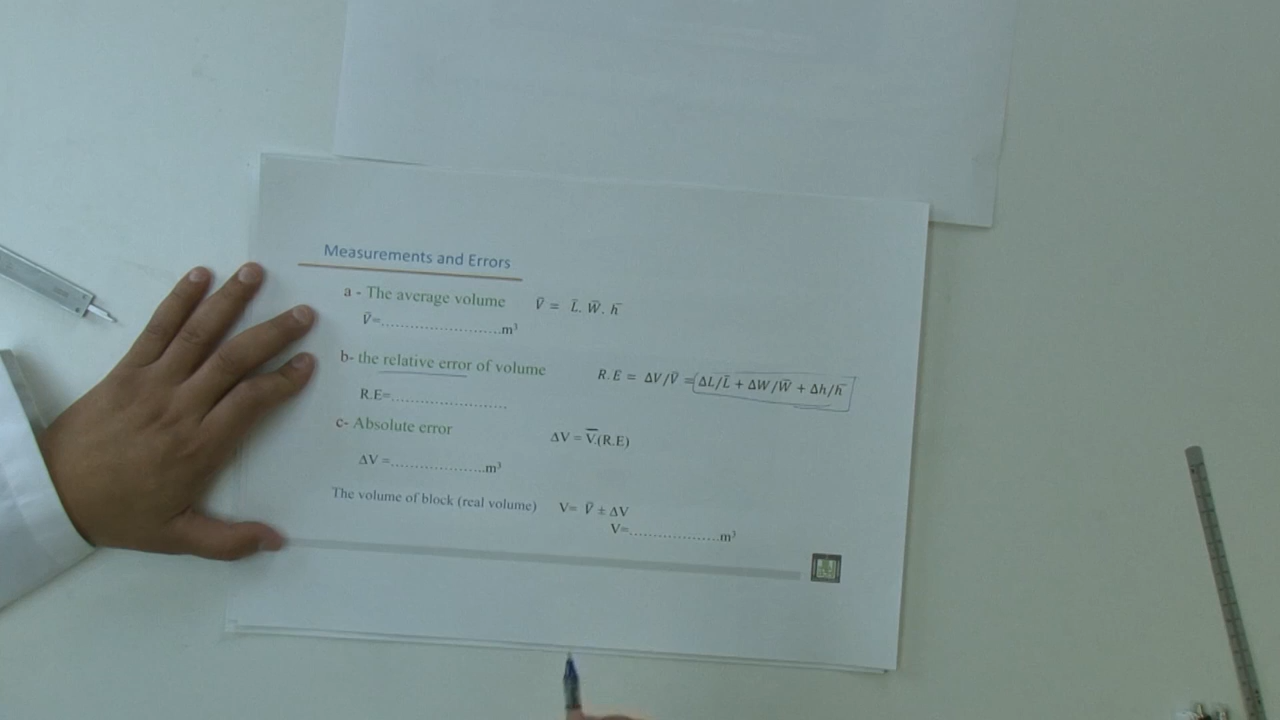 Measurements and Errors
a - The average volume V̄ = L̄. W̄. h̄
V̄=........................m³
b- the relative error of volume R.E = ΔV/V̄ = ΔL/L̄ + ΔW/W̄ + Δh/h̄
R.E=........................
c- Absolute error ΔV = V̄.(R.E)
ΔV =....................m³
The volume of block (real volume) V= V̄ ± ΔV
V=...................m³